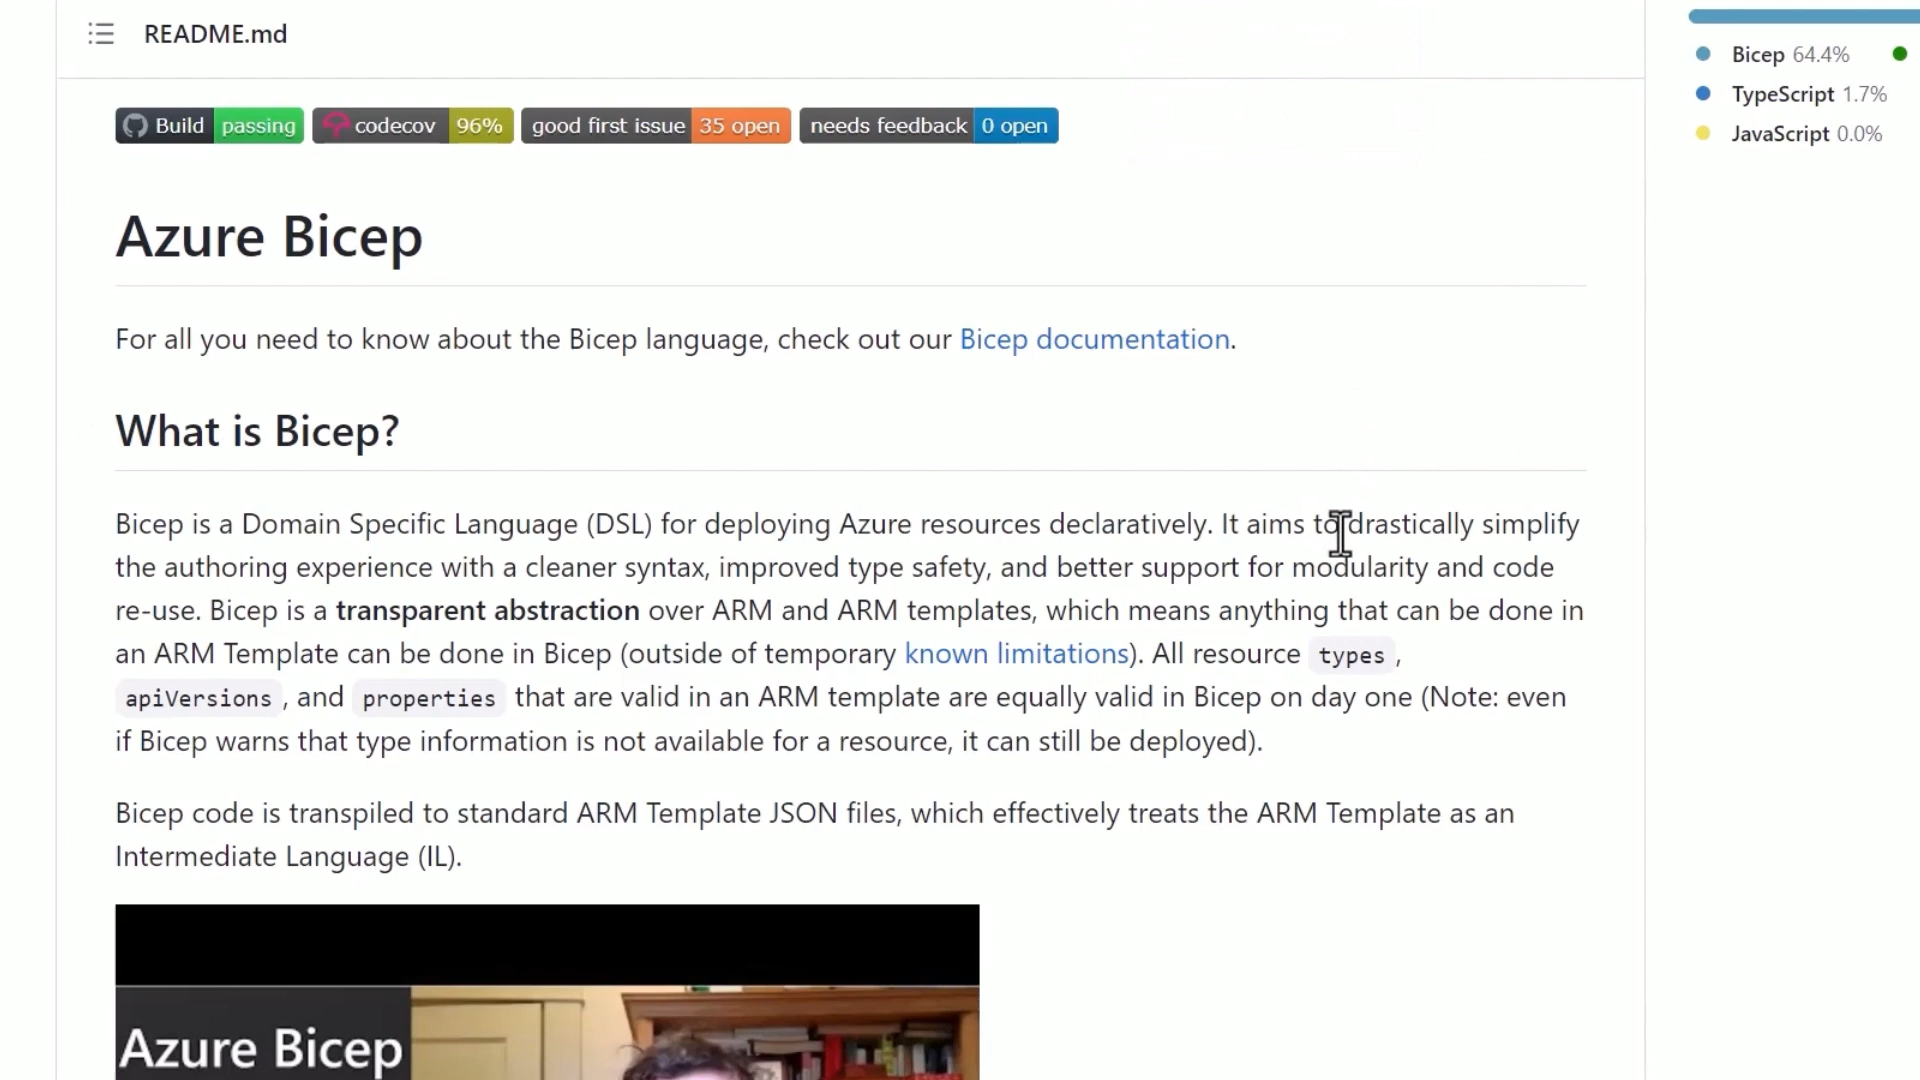 README.md
Bicep 64.4%
TypeScript 1.7%
JavaScript 0.0%
Build passing codecov 96% good first issue 35 open needs feedback 0 open
Azure Bicep
For all you need to know about the Bicep language, check out our Bicep documentation.
What is Bicep?
Bicep is a Domain Specific Language (DSL) for deploying Azure resources declaratively. It aims to drastically simplify
the authoring experience with a cleaner syntax, improved type safety, and better support for modularity and code
re-use. Bicep is a transparent abstraction over ARM and ARM templates, which means anything that can be done in
an ARM Template can be done in Bicep (outside of temporary known limitations). All resource types,
apiVersions, and properties that are valid in an ARM template are equally valid in Bicep on day one (Note: even
if Bicep warns that type information is not available for a resource, it can still be deployed).
Bicep code is transpiled to standard ARM Template JSON files, which effectively treats the ARM Template as an
Intermediate Language (IL).
Azure Bicep